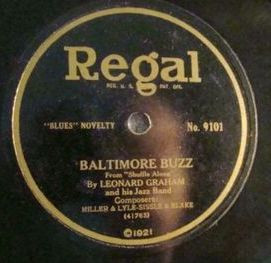 Regal
REG. U. S. PAT. OFF.
"BLUES" NOVELTY No. 9101
BALTIMORE BUZZ
From "Shuffle Along"
By LEONARD GRAHAM
and his Jazz Band
Composers:
MILLER & LYLE-SISSLE & BLAKE
(41763)
©1921